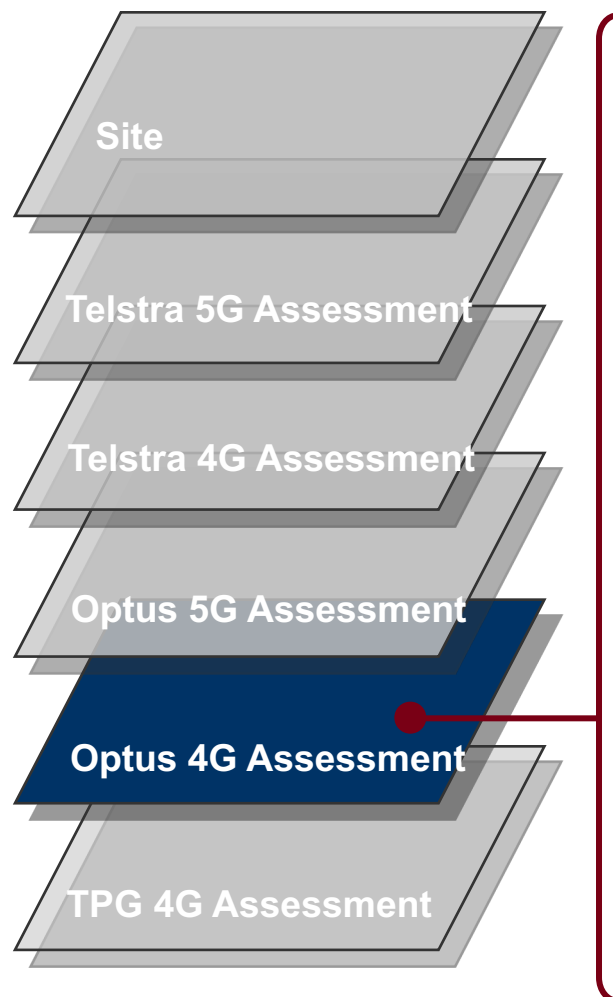 Site
Telstra 5G Assessment
Telstra 4G Assessment
Optus 5G Assessment
Optus 4G Assessment
TPG 4G Assessment